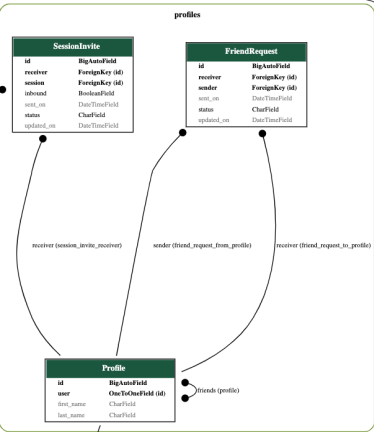 profiles
SessionInvite
id BigAutoField
receiver ForeignKey (id)
session ForeignKey (id)
inbound BooleanField
sent_on DateTimeField
status CharField
updated_on DateTimeField
FriendRequest
id BigAutoField
receiver ForeignKey (id)
sender ForeignKey (id)
sent_on DateTimeField
status CharField
updated_on DateTimeField
receiver (session_invite_receiver)
sender (friend_request_from_profile)
receiver (friend_request_to_profile)
Profile
id BigAutoField
user OneToOneField (id)
first_name CharField
last_name CharField
friends (profile)